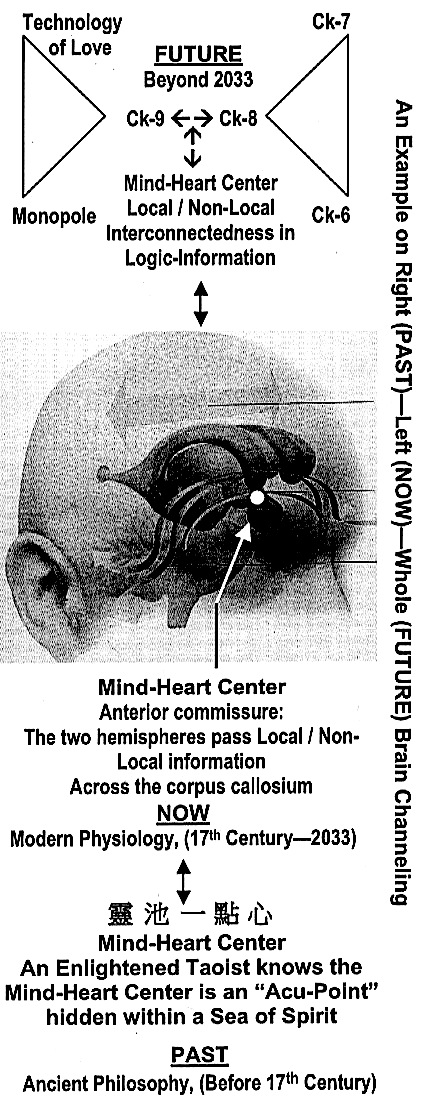 Technology
of Love
Ck-7
FUTURE
Beyond 2033
Ck-9
Ck-8
Monopole
Ck-6
Mind-Heart Center
Local / Non-Local
Interconnectedness in
Logic-Information
An Example on Right (PAST)—Left (NOW)—Whole (FUTURE) Brain Channeling
Mind-Heart Center
Anterior commissure:
The two hemispheres pass Local / Non-
Local information
Across the corpus callosium
NOW
Modern Physiology, (17th Century—2033)
靈池一點心
Mind-Heart Center
An Enlightened Taoist knows the
Mind-Heart Center is an “Acu-Point”
hidden within a Sea of Spirit
PAST
Ancient Philosophy, (Before 17th Century)